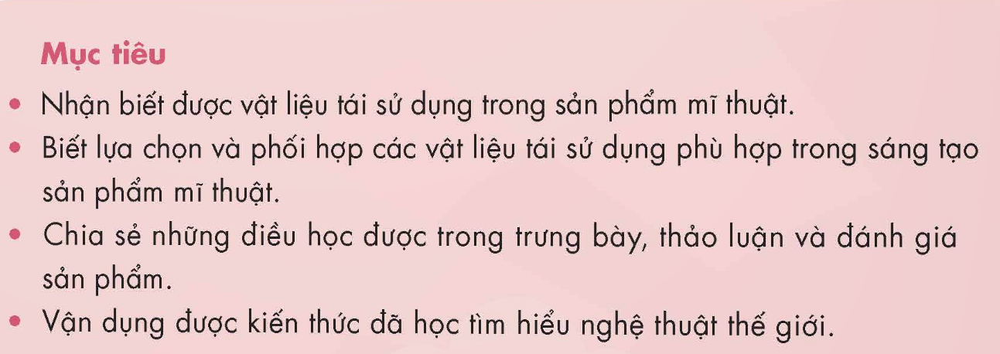 Mục tiêu
• Nhận biết được vật liệu tái sử dụng trong sản phẩm mĩ thuật.
• Biết lựa chọn và phối hợp các vật liệu tái sử dụng phù hợp trong sáng tạo
sản phẩm mĩ thuật.
• Chia sẻ những điều học được trong trưng bày, thảo luận và đánh giá
sản phẩm.
• Vận dụng được kiến thức đã học tìm hiểu nghệ thuật thế giới.